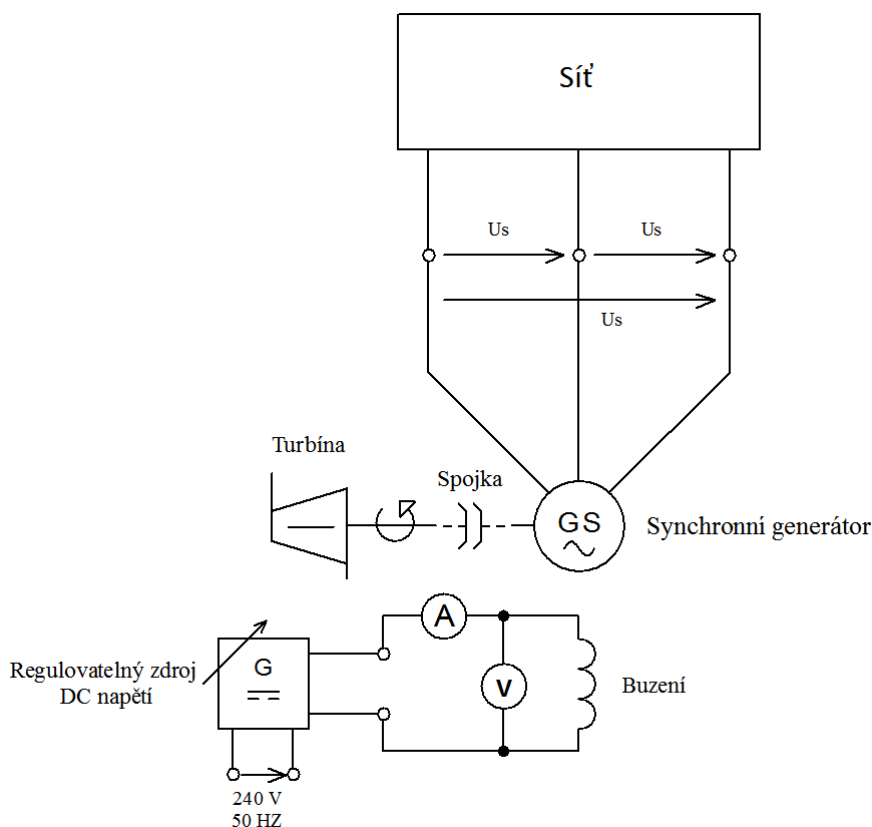 Síť
Us
Us
Us
Turbína
Spojka
GS
Synchronní generátor
A
Regulovatelný zdroj
DC napětí
G
V
Buzení
240 V
50 HZ